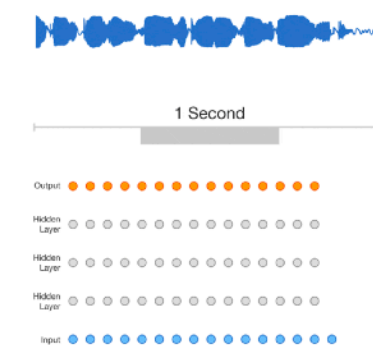 1 Second
Output
Hidden
Layer
Hidden
Layer
Hidden
Layer
Input